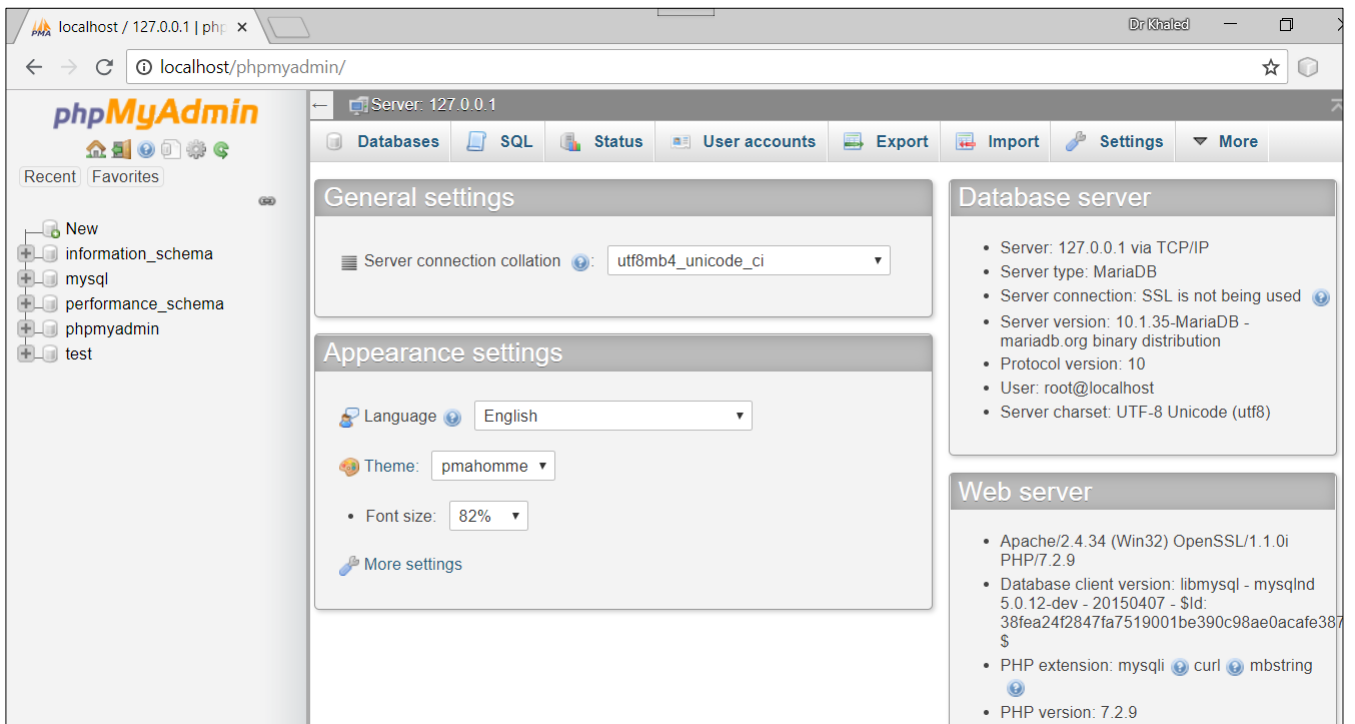 localhost / 127.0.0.1 | php
Dr Khaled
localhost/phpmyadmin/
phpMyAdmin
Recent Favorites
New
information_schema
mysql
performance_schema
phpmyadmin
test
Server: 127.0.0.1
Databases SQL Status User accounts Export Import Settings More
General settings
Server connection collation : utf8mb4_unicode_ci
Appearance settings
Language English
Theme: pmahomme
• Font size: 82%
More settings
Database server
• Server: 127.0.0.1 via TCP/IP
• Server type: MariaDB
• Server connection: SSL is not being used
• Server version: 10.1.35-MariaDB -
mariadb.org binary distribution
• Protocol version: 10
• User: root@localhost
• Server charset: UTF-8 Unicode (utf8)
Web server
• Apache/2.4.34 (Win32) OpenSSL/1.1.0i
PHP/7.2.9
• Database client version: libmysql - mysqlnd
5.0.12-dev - 20150407 - $Id:
38fea24f2847fa7519001be390c98ae0acafe387
$
• PHP extension: mysqli curl mbstring
• PHP version: 7.2.9